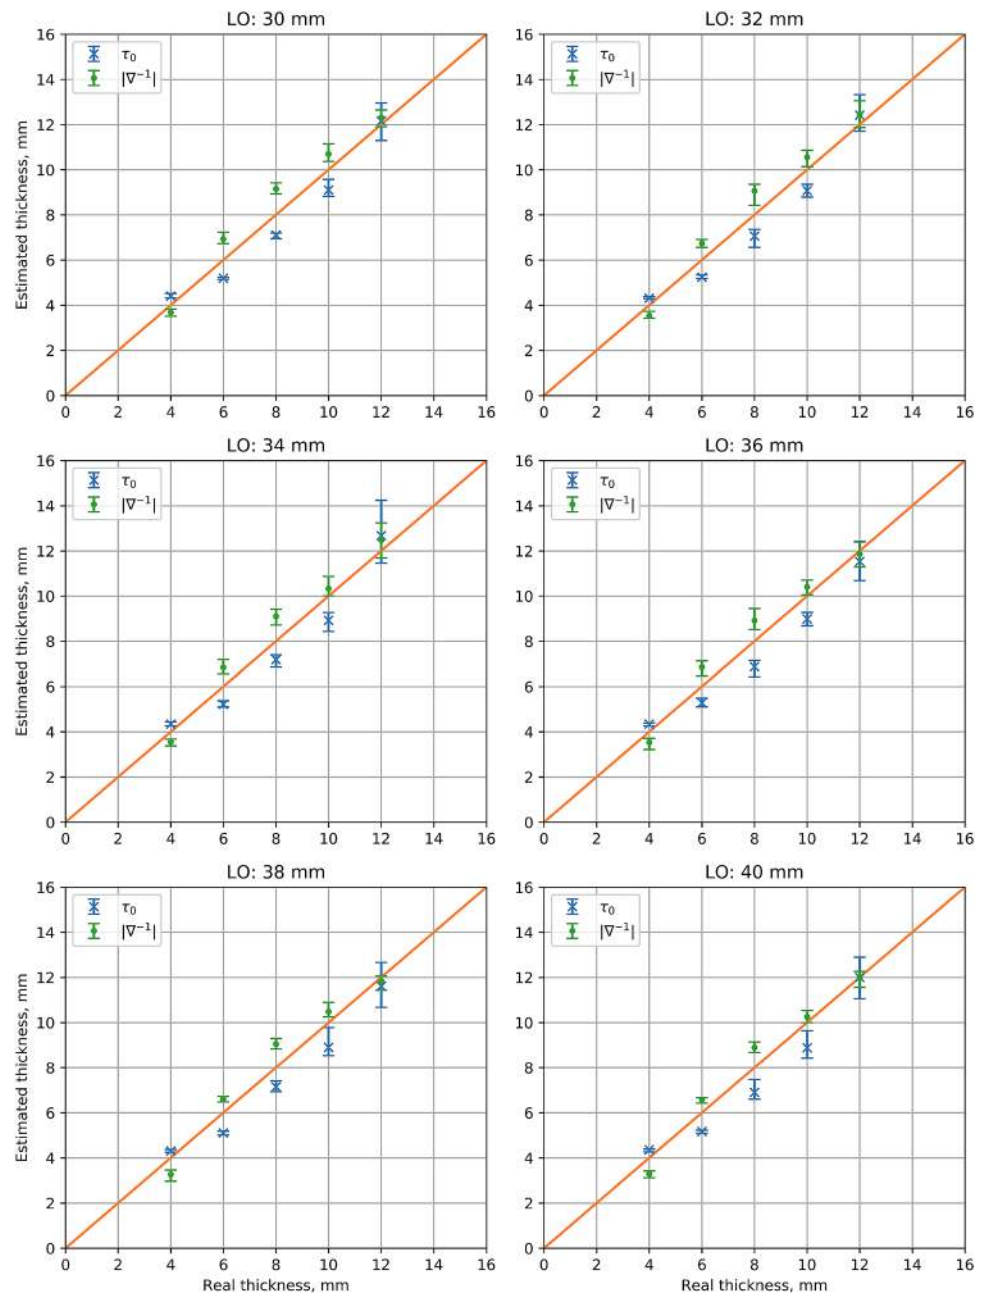 LO: 30 mm
16
14
12
10
8
6
4
2
0
Estimated thickness, mm
τ₀
|∇⁻¹|
0 2 4 6 8 10 12 14 16
LO: 32 mm
16
14
12
10
8
6
4
2
0
τ₀
|∇⁻¹|
0 2 4 6 8 10 12 14 16
LO: 34 mm
16
14
12
10
8
6
4
2
0
Estimated thickness, mm
τ₀
|∇⁻¹|
0 2 4 6 8 10 12 14 16
LO: 36 mm
16
14
12
10
8
6
4
2
0
τ₀
|∇⁻¹|
0 2 4 6 8 10 12 14 16
LO: 38 mm
16
14
12
10
8
6
4
2
0
Estimated thickness, mm
τ₀
|∇⁻¹|
0 2 4 6 8 10 12 14 16
Real thickness, mm
LO: 40 mm
16
14
12
10
8
6
4
2
0
τ₀
|∇⁻¹|
0 2 4 6 8 10 12 14 16
Real thickness, mm